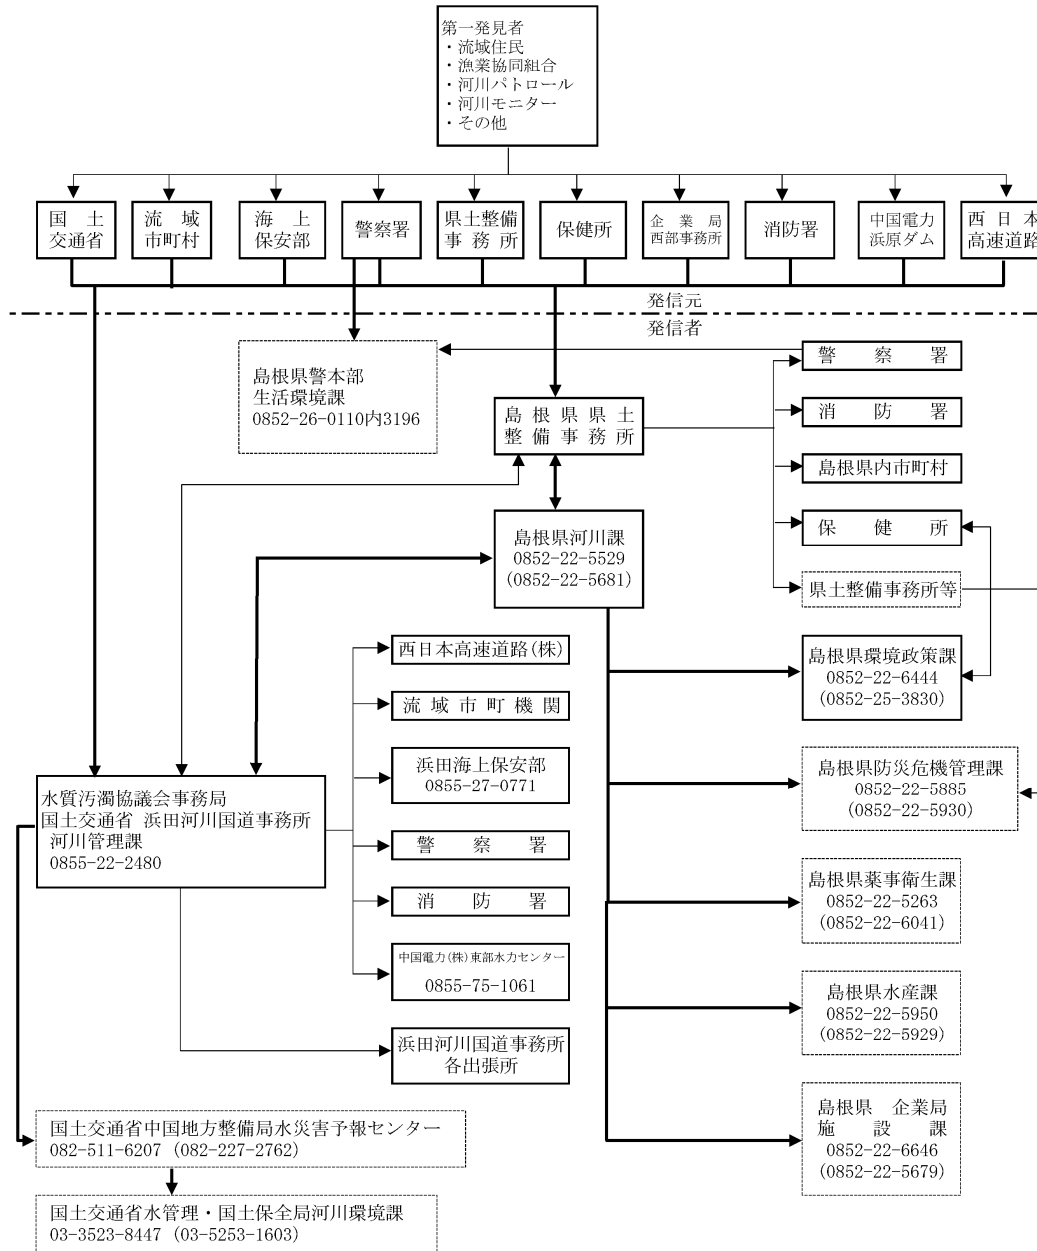 第一発見者
・流域住民
・漁業協同組合
・河川パトロール
・河川モニター
・その他
国土
交通省
流域
市町村
海上
保安部
警察署
県土整備
事務所
保健所
企業局
西部事務所
消防署
中国電力
浜原ダム
西日本
高速道路
発信元
発信者
島根県警本部
生活環境課
0852-26-0110内3196
島根県県土
整備事務所
警察署
消防署
島根県内市町村
保健所
県土整備事務所等
島根県河川課
0852-22-5529
(0852-22-5681)
島根県環境政策課
0852-22-6444
(0852-25-3830)
島根県防災危機管理課
0852-22-5885
(0852-22-5930)
島根県薬事衛生課
0852-22-5263
(0852-22-6041)
島根県水産課
0852-22-5950
(0852-22-5929)
島根県 企業局
施設課
0852-22-6646
(0852-22-5679)
西日本高速道路(株)
流域市町機関
浜田海上保安部
0855-27-0771
警察署
消防署
中国電力(株)東部水力センター
0855-75-1061
浜田河川国道事務所
各出張所
水質汚濁協議会事務局
国土交通省 浜田河川国道事務所
河川管理課
0855-22-2480
国土交通省中国地方整備局水災害予報センター
082-511-6207 (082-227-2762)
国土交通省水管理・国土保全局河川環境課
03-3523-8447 (03-5253-1603)